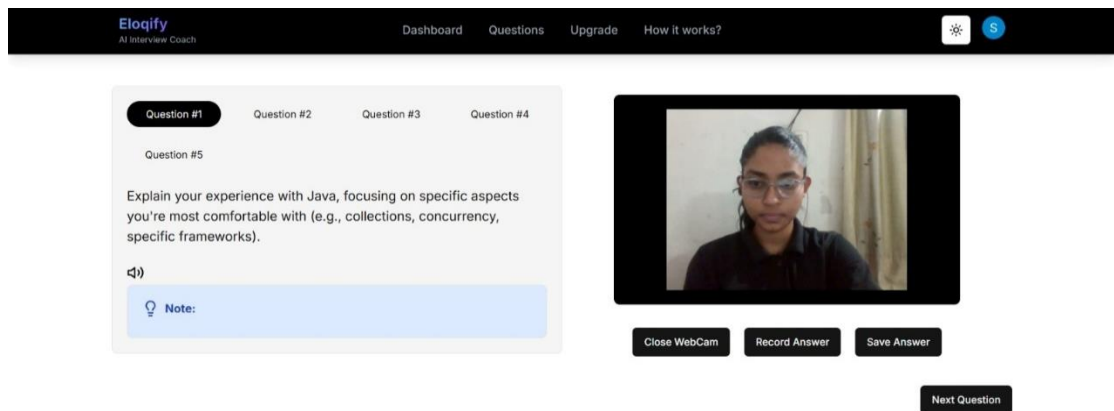 Eloqify
AI Interview Coach
Dashboard Questions Upgrade How it works?
S
Question #1 Question #2 Question #3 Question #4
Question #5
Explain your experience with Java, focusing on specific aspects
you're most comfortable with (e.g., collections, concurrency,
specific frameworks).
Note:
Close WebCam Record Answer Save Answer
Next Question